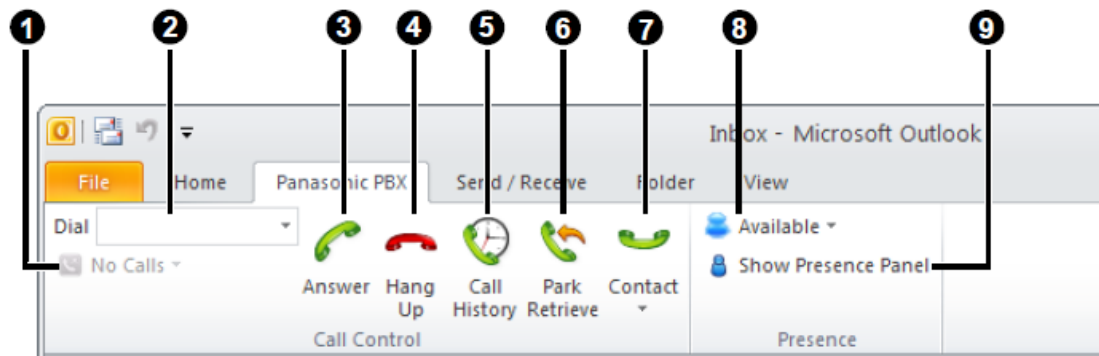 1 2 3 4 5 6 7 8 9
Inbox - Microsoft Outlook
File Home Panasonic PBX Send / Receive Folder View
Dial
No Calls
Answer
Hang
Up
Call
History
Park
Retrieve
Contact
Call Control
Available
Show Presence Panel
Presence